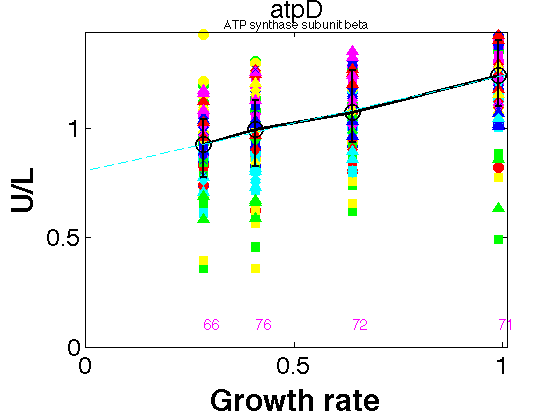 atpD
ATP synthase subunit beta
U/L
1
0.5
0
66 76 72 71
0 0.5 1
Growth rate